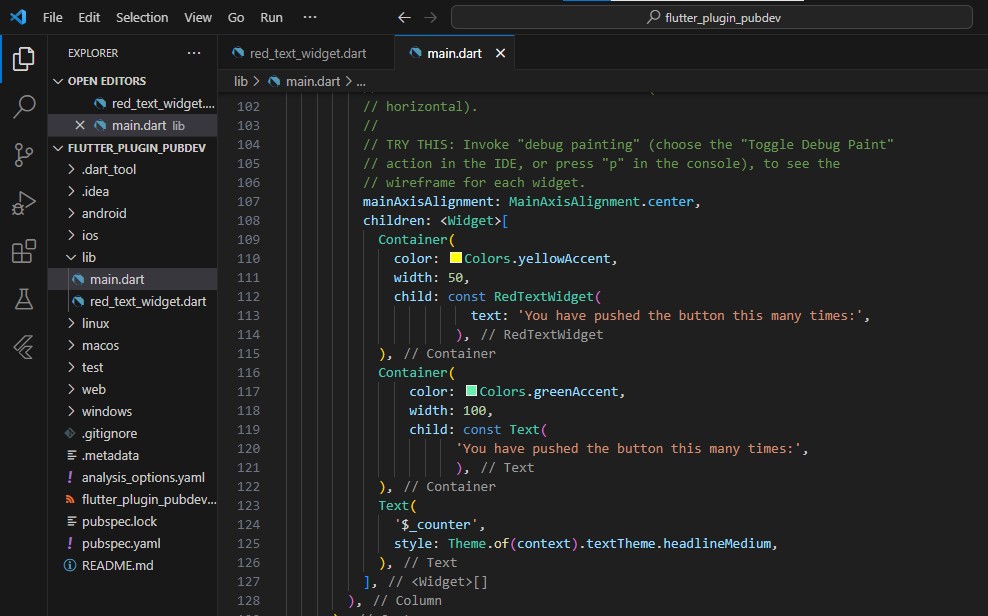 File Edit Selection View Go Run ··· ← → flutter_plugin_pubdev
EXPLORER ···
OPEN EDITORS
red_text_widget....
main.dart lib
FLUTTER_PLUGIN_PUBDEV
.dart_tool
.idea
android
ios
lib
main.dart
red_text_widget.dart
linux
macos
test
web
windows
.gitignore
.metadata
analysis_options.yaml
flutter_plugin_pubdev...
pubspec.lock
pubspec.yaml
README.md
red_text_widget.dart main.dart
lib > main.dart > ...
102 // horizontal).
103 //
104 // TRY THIS: Invoke "debug painting" (choose the "Toggle Debug Paint"
105 // action in the IDE, or press "p" in the console), to see the
106 // wireframe for each widget.
107 mainAxisAlignment: MainAxisAlignment.center,
108 children: <Widget>[
109 Container(
110 color: Colors.yellowAccent,
111 width: 50,
112 child: const RedTextWidget(
113 text: 'You have pushed the button this many times:',
114 ), // RedTextWidget
115 ), // Container
116 Container(
117 color: Colors.greenAccent,
118 width: 100,
119 child: const Text(
120 'You have pushed the button this many times:',
121 ), // Text
122 ), // Container
123 Text(
124 '$_counter',
125 style: Theme.of(context).textTheme.headlineMedium,
126 ), // Text
127 ], // <Widget>[]
128 ), // Column